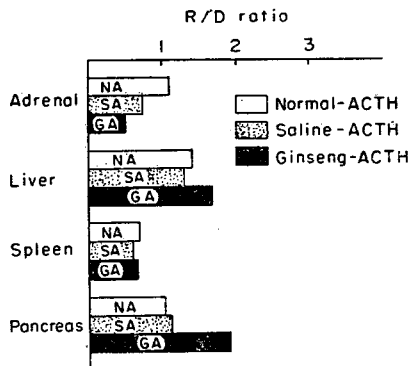 R/D ratio
1 2 3
Adrenal
NA
SA
GA
Normal-ACTH
Saline-ACTH
Ginseng-ACTH
Liver
NA
SA
GA
Spleen
NA
SA
GA
Pancreas
NA
SA
GA